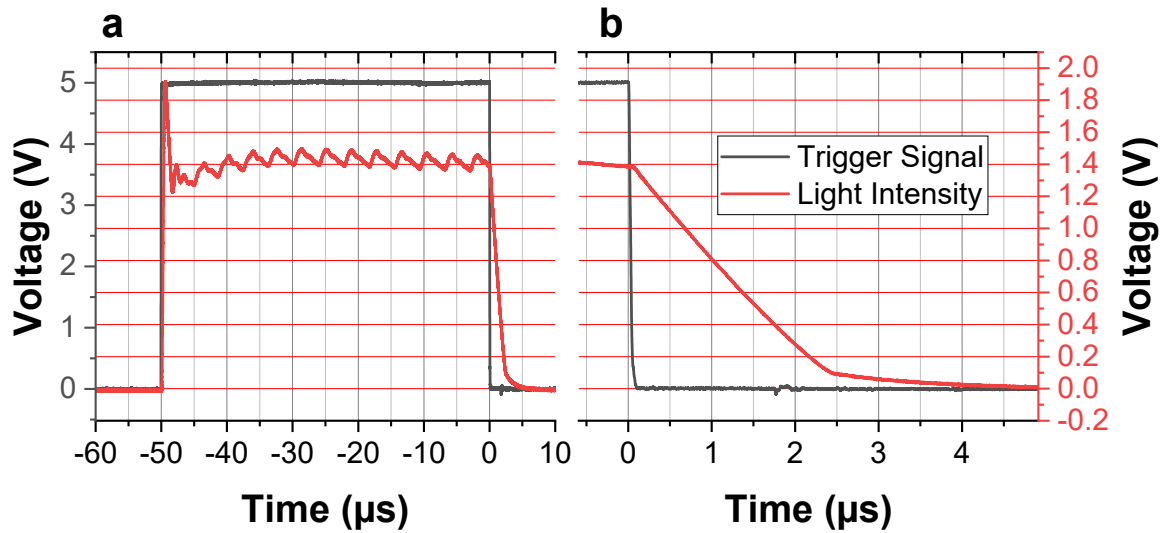 a
b
5
4
3
2
1
0
Voltage (V)
-60 -50 -40 -30 -20 -10 0 10
Time (µs)
Trigger Signal
Light Intensity
0 1 2 3 4
Time (µs)
2.0
1.8
1.6
1.4
1.2
1.0
0.8
0.6
0.4
0.2
0.0
-0.2
Voltage (V)